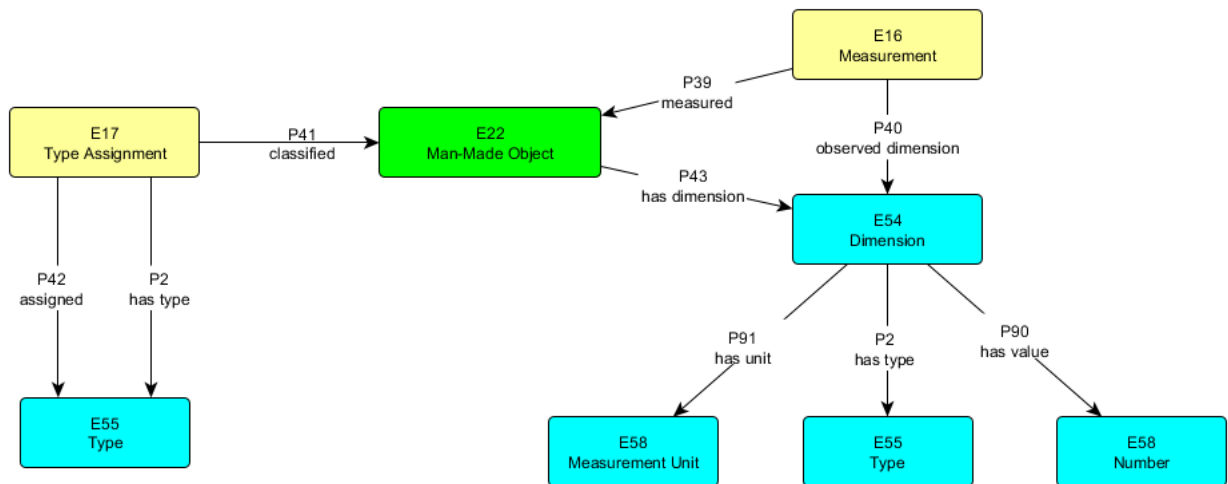 E16
Measurement
P39
measured
E17
Type Assignment
P41
classified
E22
Man-Made Object
P40
observed dimension
P43
has dimension
E54
Dimension
P42
assigned
P2
has type
P91
has unit
P2
has type
P90
has value
E55
Type
E58
Measurement Unit
E55
Type
E58
Number